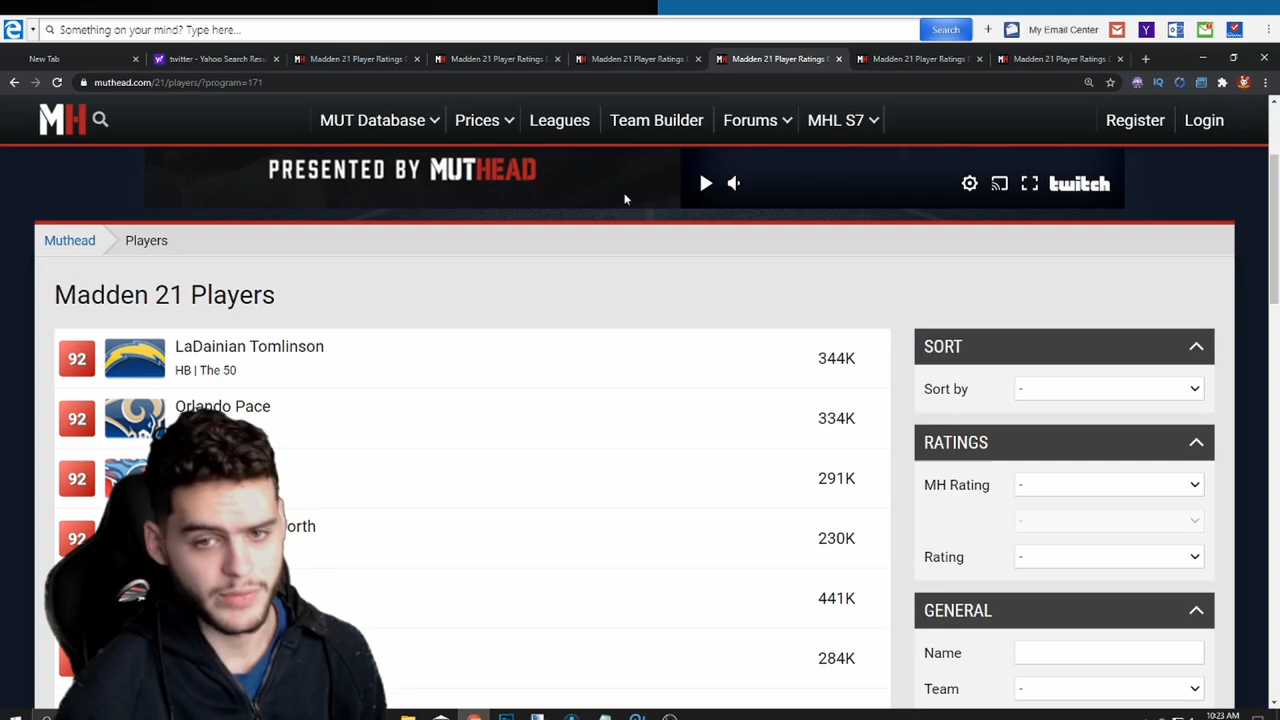 Something on your mind? Type here...
Search
My Email Center
New Tab
twitter - Yahoo Search Resu
Madden 21 Player Ratings
Madden 21 Player Ratings
Madden 21 Player Ratings
Madden 21 Player Ratings
Madden 21 Player Ratings
Madden 21 Player Ratings
muthead.com/21/players/?program=171
MH
MUT Database
Prices
Leagues
Team Builder
Forums
MHL S7
Register
Login
PRESENTED BY MUTHEAD
twitch
Muthead
Players
Madden 21 Players
92
LaDainian Tomlinson
HB | The 50
344K
92
Orlando Pace
334K
92
291K
92
orth
230K
441K
284K
SORT
Sort by
-
RATINGS
MH Rating
-
-
Rating
-
GENERAL
Name
Team
-
10:23 AM